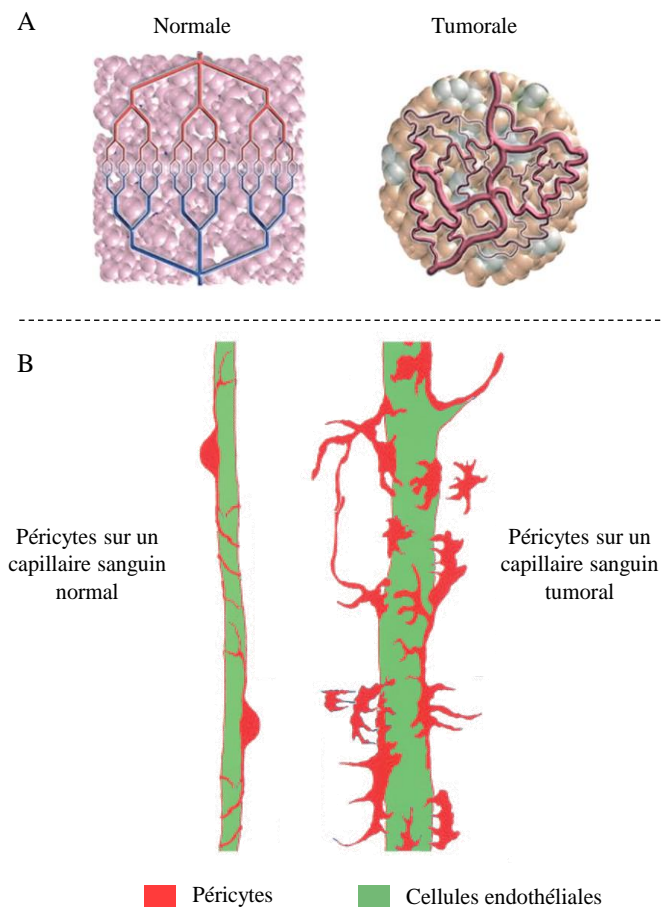 A
Normale
Tumorale
B
Péricytes sur un
capillaire sanguin
normal
Péricytes sur un
capillaire sanguin
tumoral
Péricytes
Cellules endothéliales